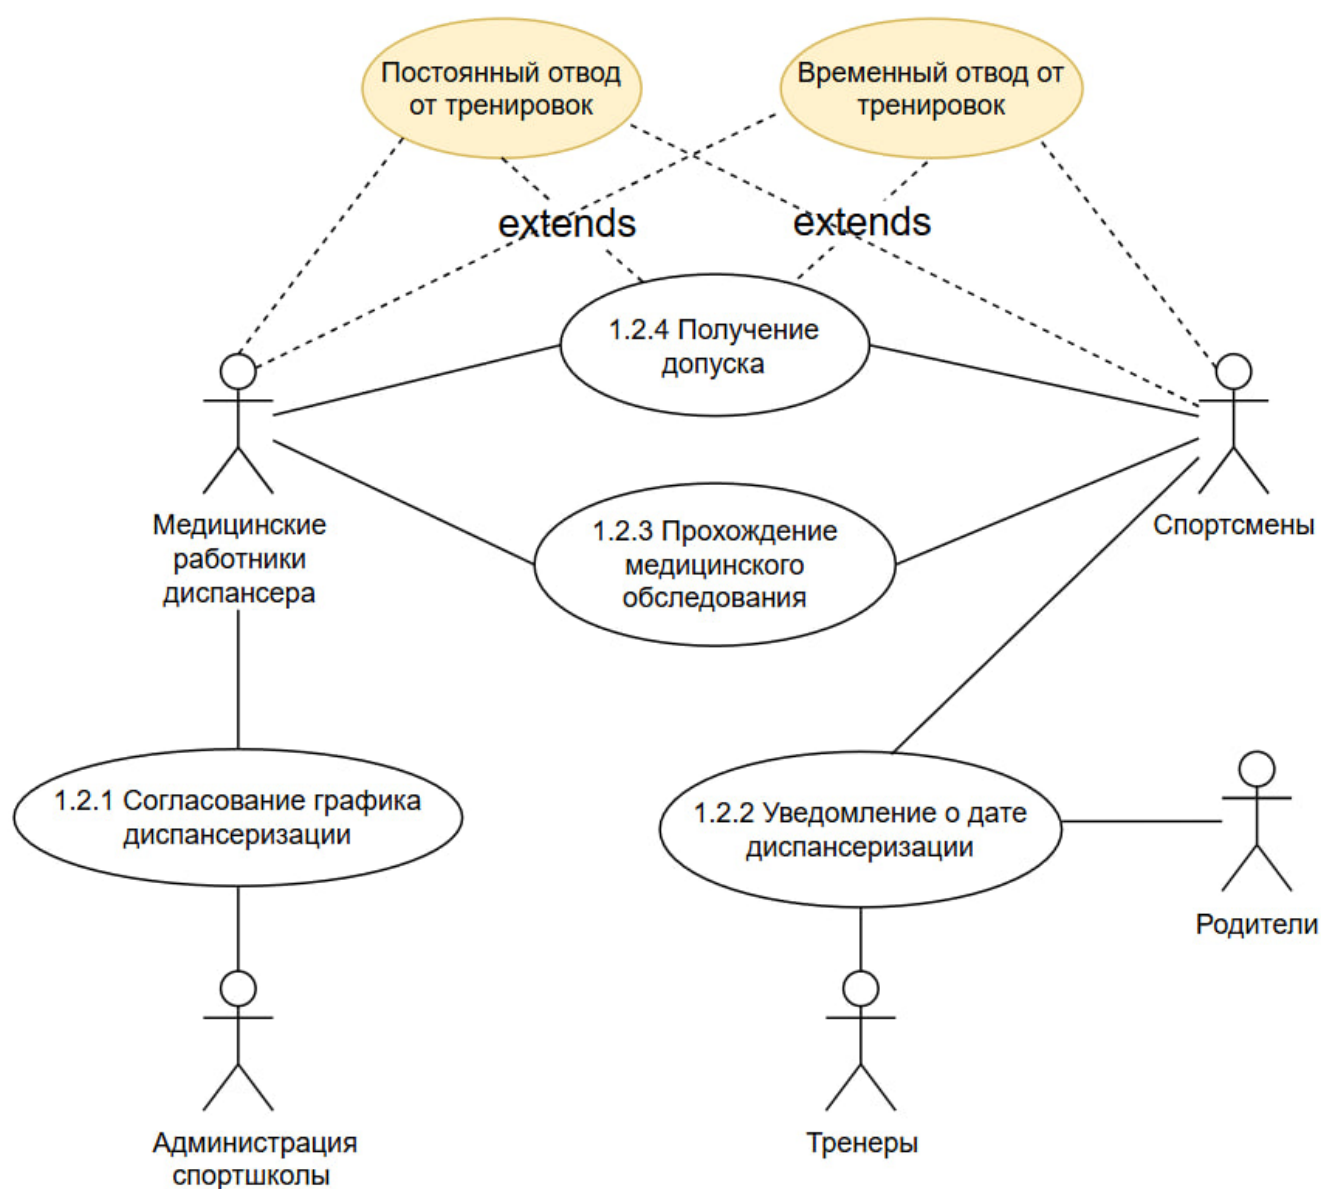 Постоянный отвод
от тренировок
Временный отвод от
тренировок
extends
extends
1.2.4 Получение
допуска
1.2.3 Прохождение
медицинского
обследования
Медицинские
работники
диспансера
Спортсмены
1.2.1 Согласование графика
диспансеризации
1.2.2 Уведомление о дате
диспансеризации
Родители
Администрация
спортшколы
Тренеры